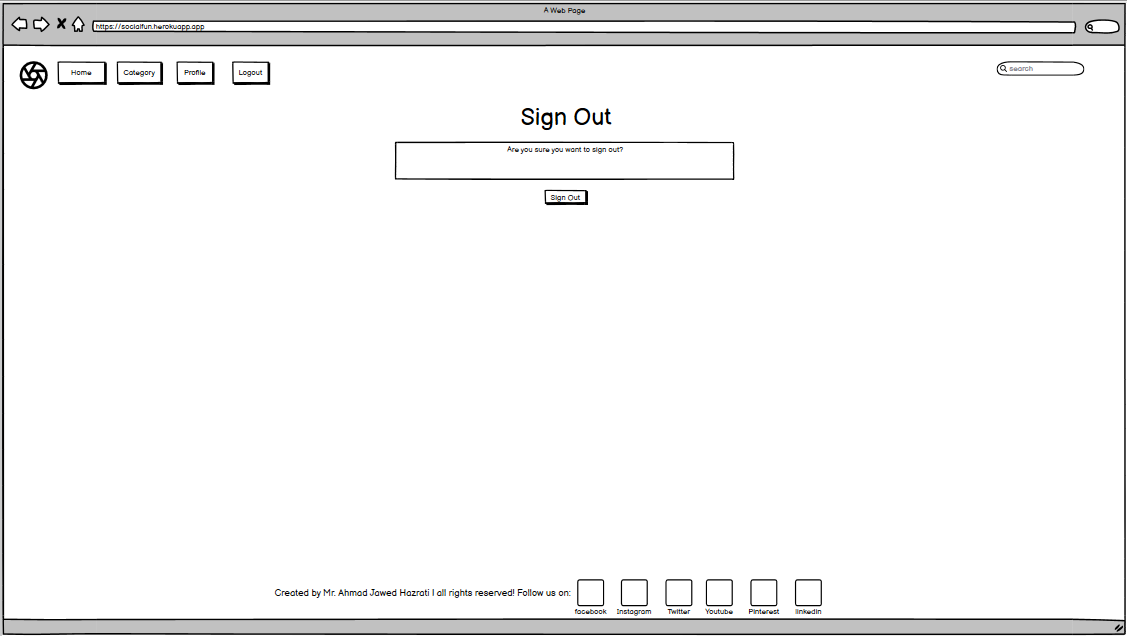 A Web Page
https://socialfun.herokuapp.app
Home Category Profile Logout search
Sign Out
Are you sure you want to sign out?
Sign Out
Created by Mr. Ahmad Jawed Hazrati I all rights reserved! Follow us on:
facebook Instagram Twitter Youtube Pinterest linkedin